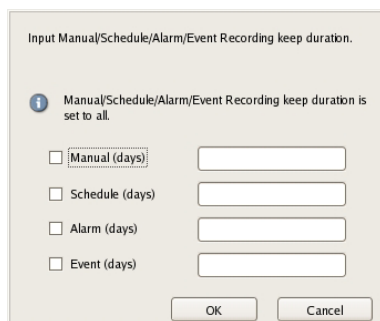 Input Manual/Schedule/Alarm/Event Recording keep duration.
Manual/Schedule/Alarm/Event Recording keep duration is
set to all.
Manual (days)
Schedule (days)
Alarm (days)
Event (days)
OK Cancel